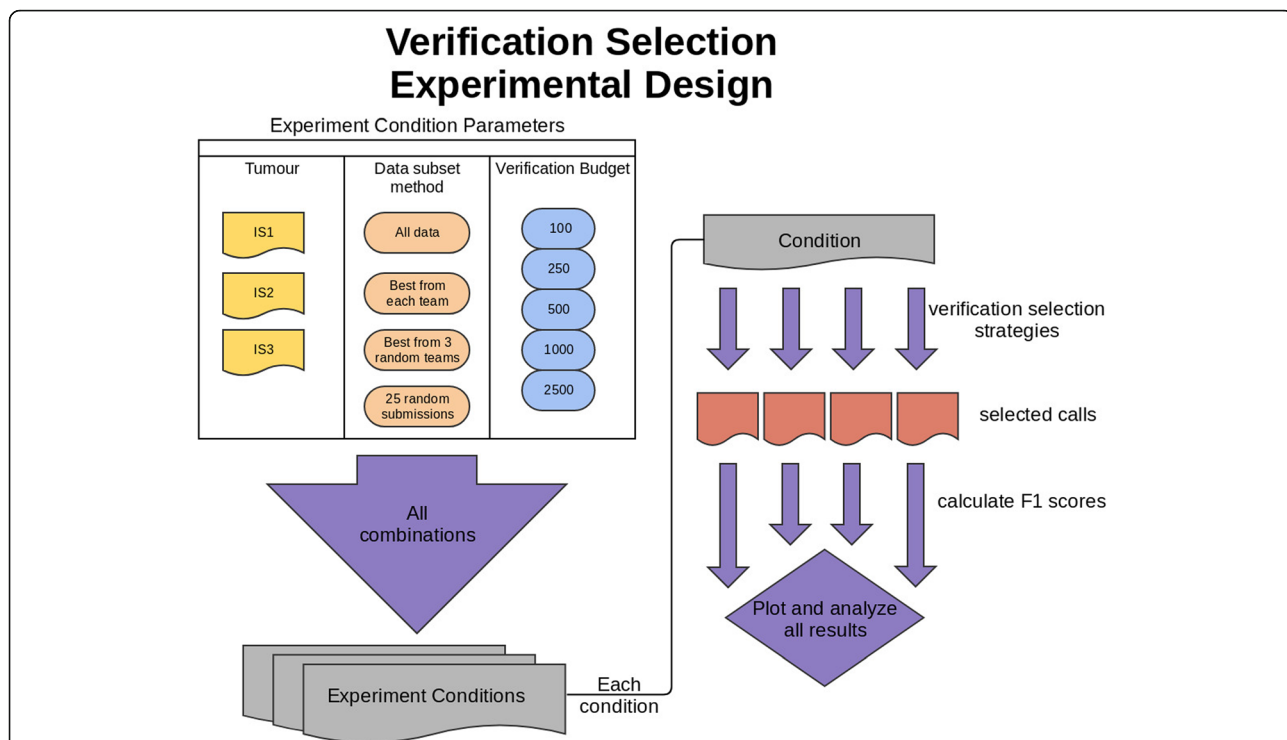 Verification Selection
Experimental Design
Experiment Condition Parameters
Tumour
IS1
IS2
IS3
Data subset
method
All data
Best from
each team
Best from 3
random teams
25 random
submissions
Verification Budget
100
250
500
1000
2500
All
combinations
Experiment Conditions
Each
condition
Condition
verification selection
strategies
selected calls
calculate F1 scores
Plot and analyze
all results